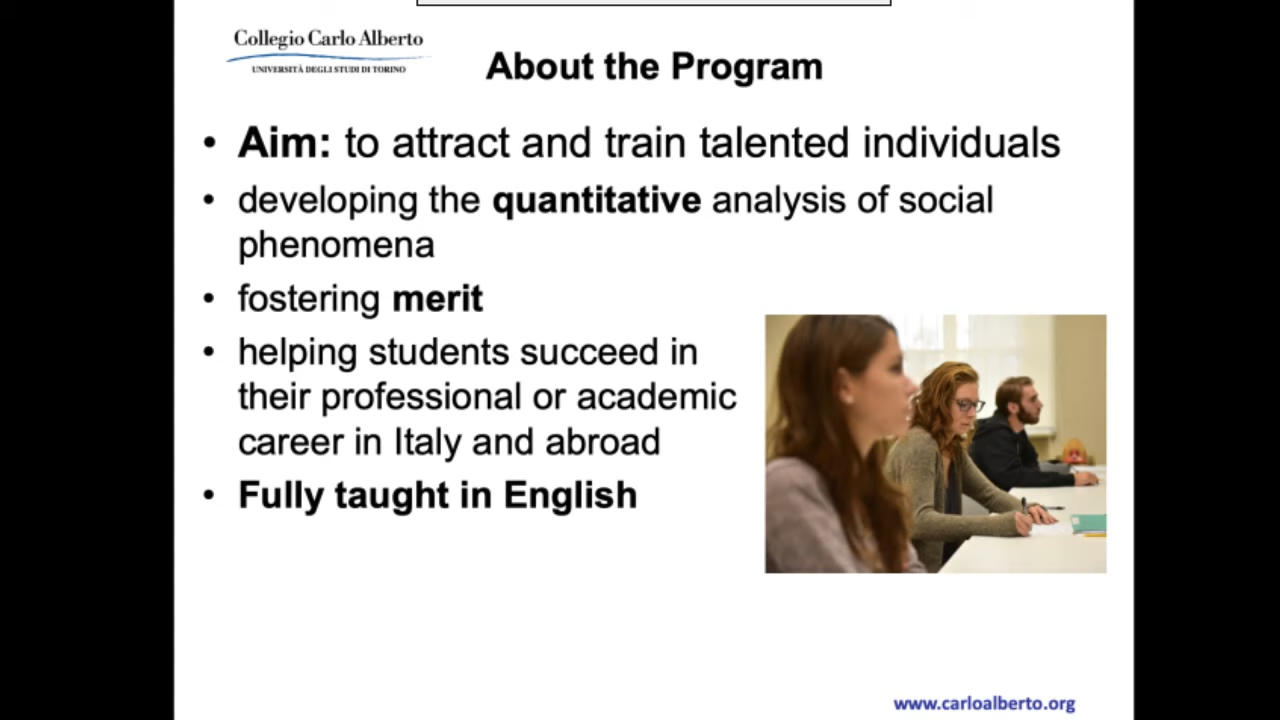 Collegio Carlo Alberto
UNIVERSITÀ DEGLI STUDI DI TORINO
About the Program
• Aim: to attract and train talented individuals
• developing the quantitative analysis of social
phenomena
• fostering merit
• helping students succeed in
their professional or academic
career in Italy and abroad
• Fully taught in English
www.carloalberto.org